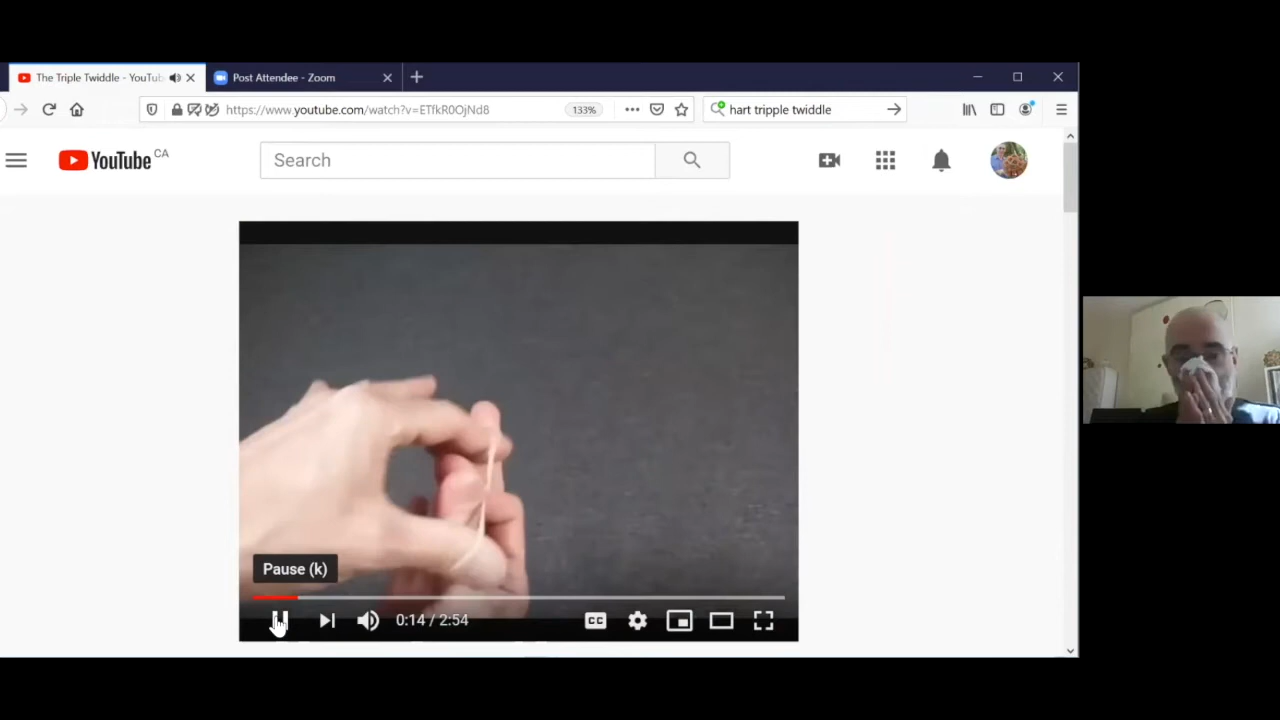 The Triple Twiddle - YouTub
Post Attendee - Zoom
https://www.youtube.com/watch?v=ETfkR0OjNd8
133%
hart tripple twiddle
YouTube CA
Search
Pause (k)
0:14 / 2:54
CC